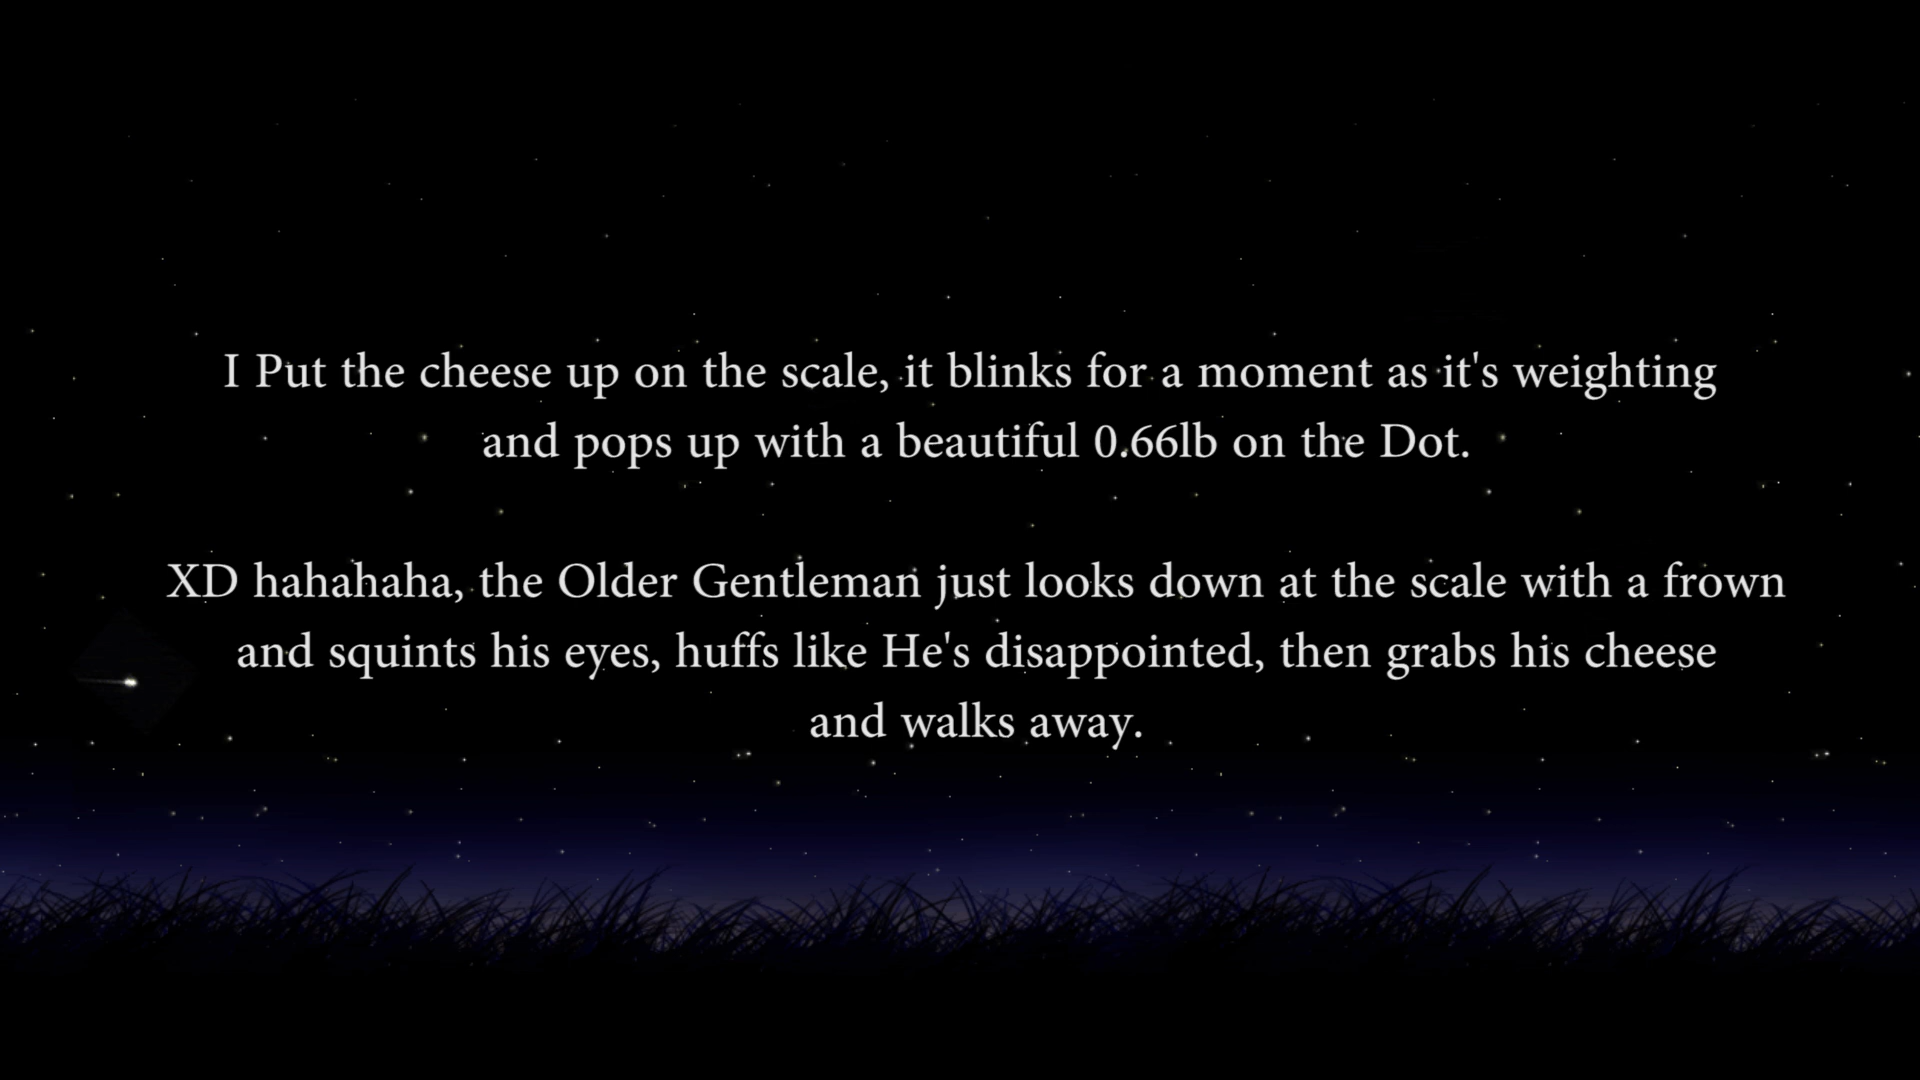 I Put the cheese up on the scale, it blinks for a moment as it's weighting
and pops up with a beautiful 0.66lb on the Dot.
XD hahahaha, the Older Gentleman just looks down at the scale with a frown
and squints his eyes, huffs like He's disappointed, then grabs his cheese
and walks away.